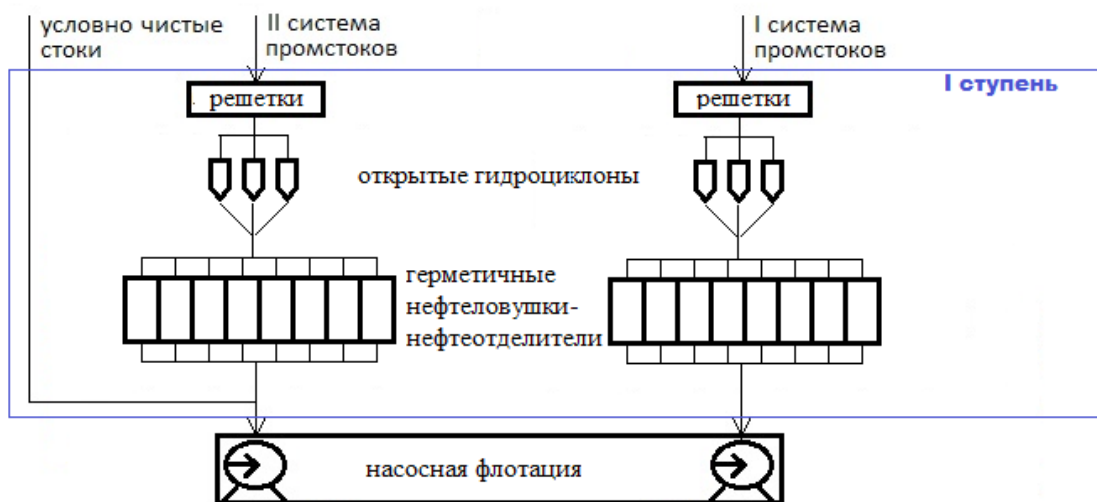 условно чистые
стоки
II система
промстоков
I система
промстоков
I ступень
решетки
решетки
открытые гидроциклоны
герметичные
нефтеловушки-
нефтеотделители
насосная флотация